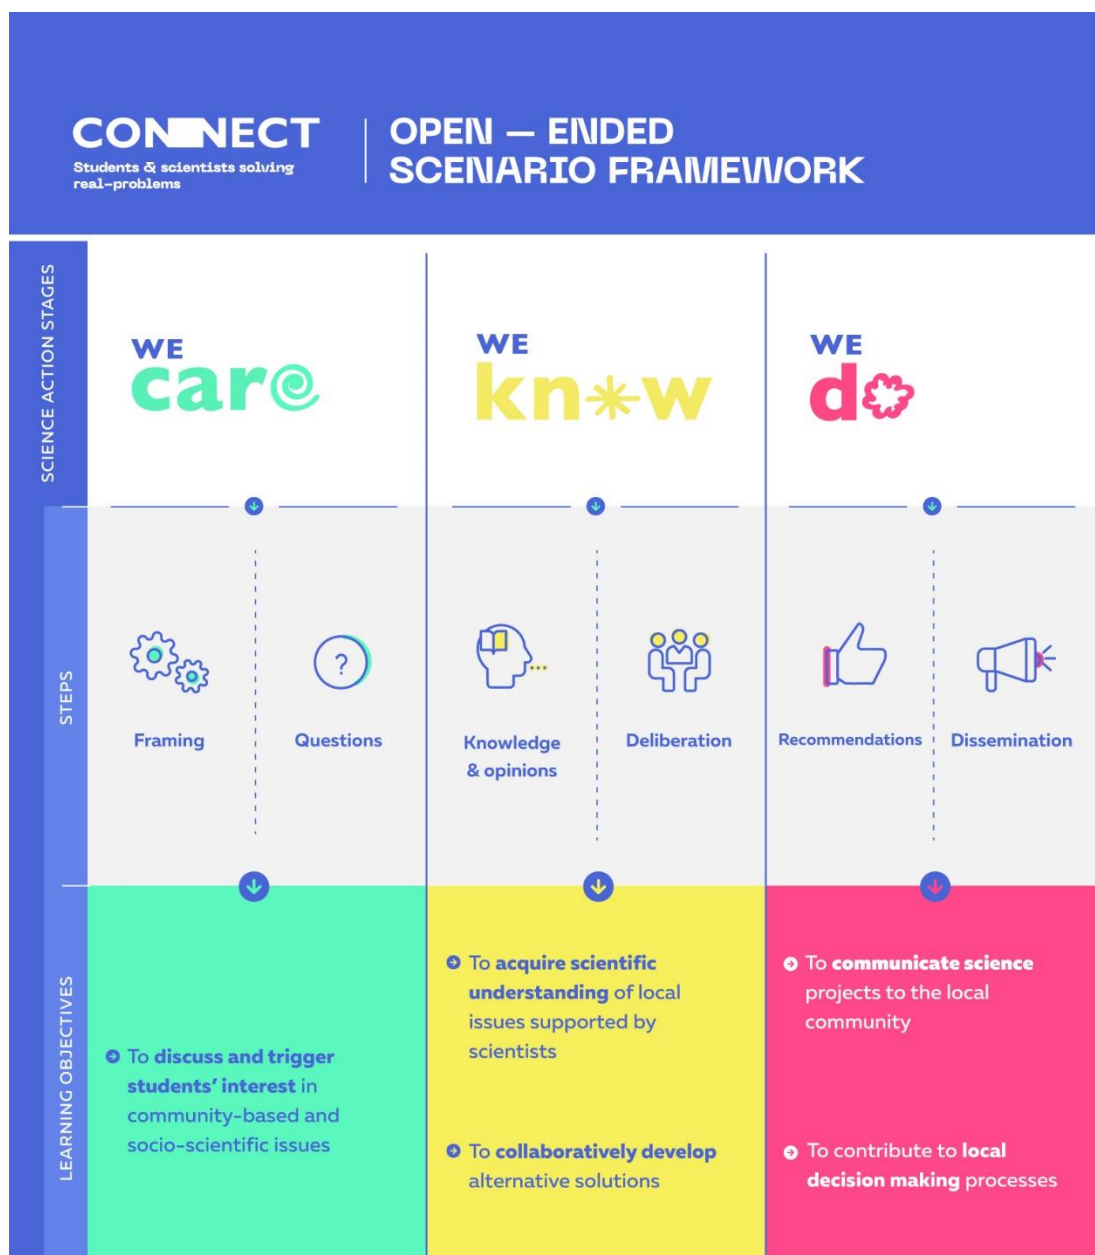 CONNECT
Students & scientists solving
real-problems
OPEN — ENDED
SCENARIO FRAMEWORK
SCIENCE ACTION STAGES
WE
care
WE
know
WE
do
STEPS
Framing
?
Questions
Knowledge
& opinions
Deliberation
Recommendations
Dissemination
LEARNING OBJECTIVES
To discuss and trigger
students’ interest in
community-based and
socio-scientific issues
To acquire scientific
understanding of local
issues supported by
scientists
To collaboratively develop
alternative solutions
To communicate science
projects to the local
community
To contribute to local
decision making processes